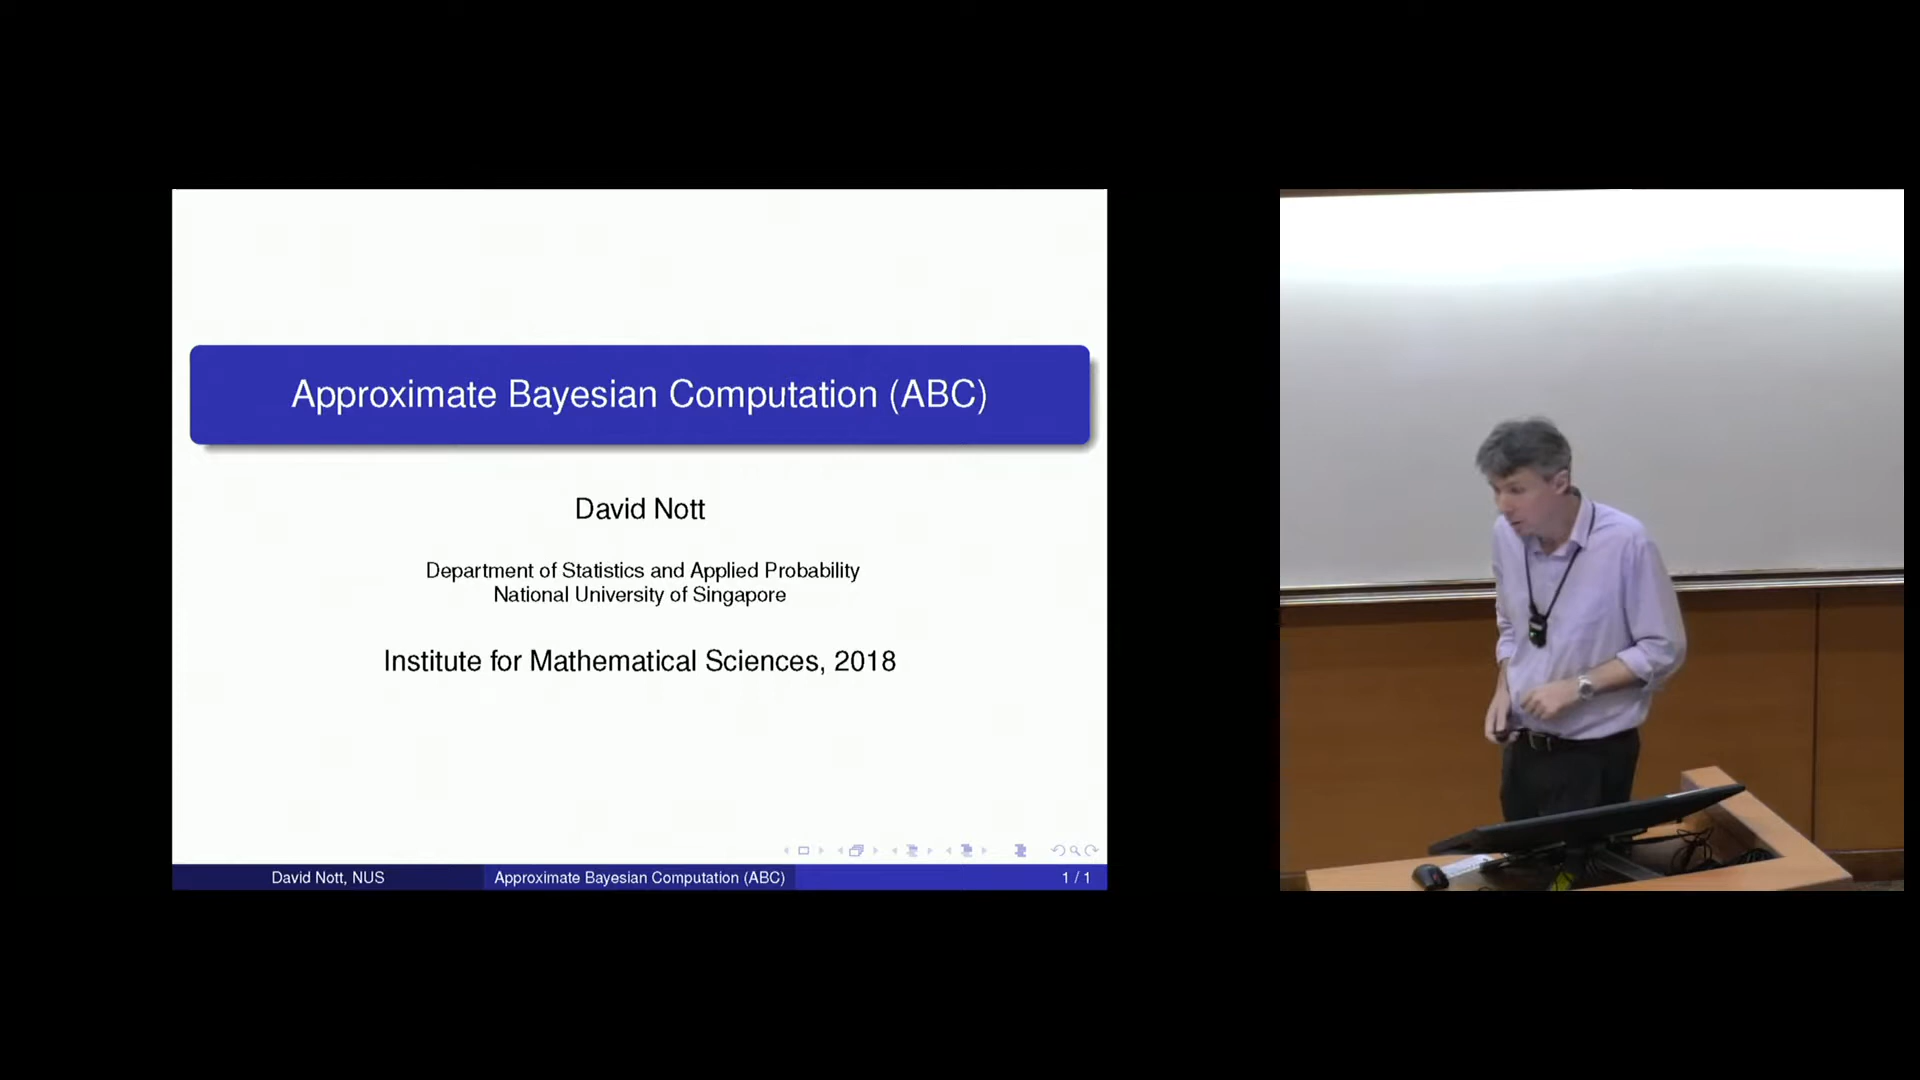 Approximate Bayesian Computation (ABC)
David Nott
Department of Statistics and Applied Probability
National University of Singapore
Institute for Mathematical Sciences, 2018
David Nott, NUS
Approximate Bayesian Computation (ABC)
1 / 1